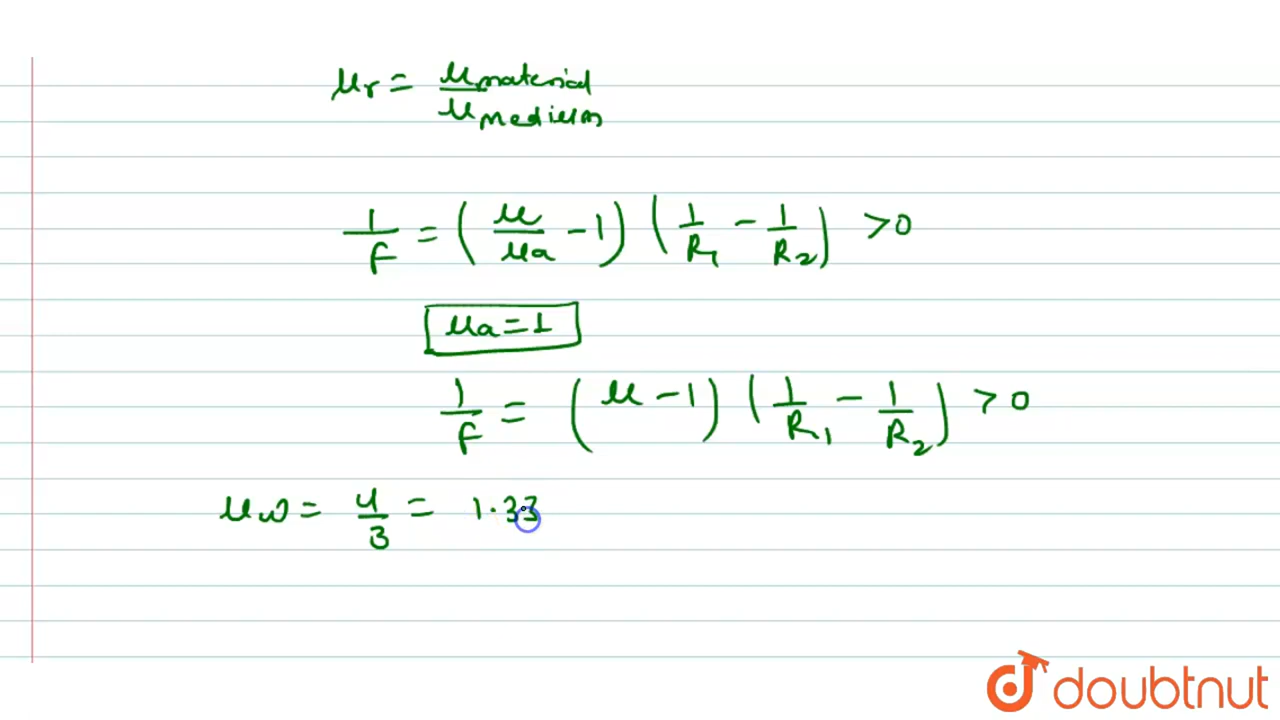 μr = μmaterial / μmedium
1/F = (μ/μa - 1) (1/R1 - 1/R2) > 0
μa = 1
1/F = (μ - 1) (1/R1 - 1/R2) > 0
μw = 4/3 = 1.33
doubtnut